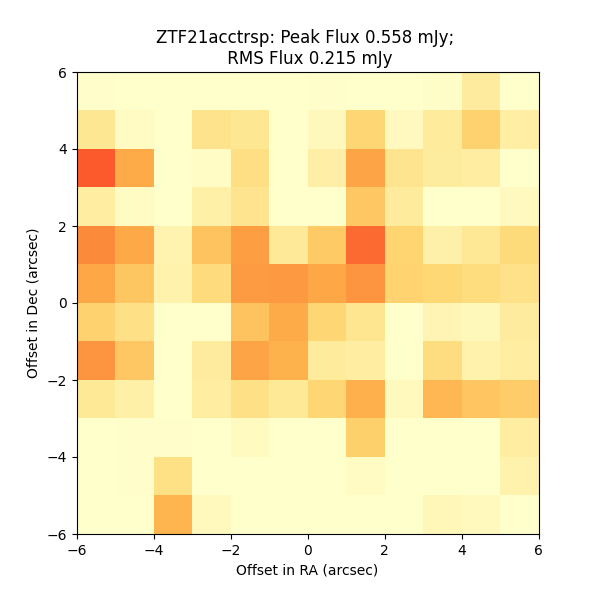 ZTF21acctrsp: Peak Flux 0.558 mJy;
RMS Flux 0.215 mJy
6
4
2
0
−2
−4
−6
Offset in Dec (arcsec)
−6 −4 −2 0 2 4 6
Offset in RA (arcsec)